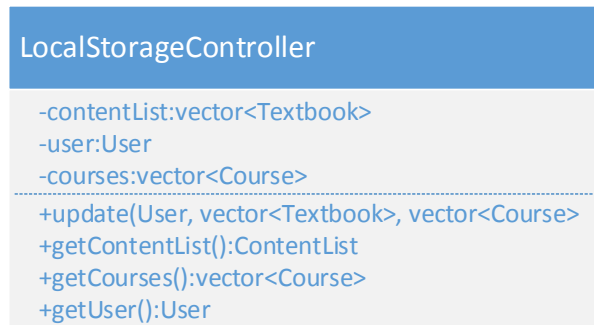 LocalStorageController
-contentList:vector<Textbook>
-user:User
-courses:vector<Course>
+update(User, vector<Textbook>, vector<Course>
+getContentList():ContentList
+getCourses():vector<Course>
+getUser():User